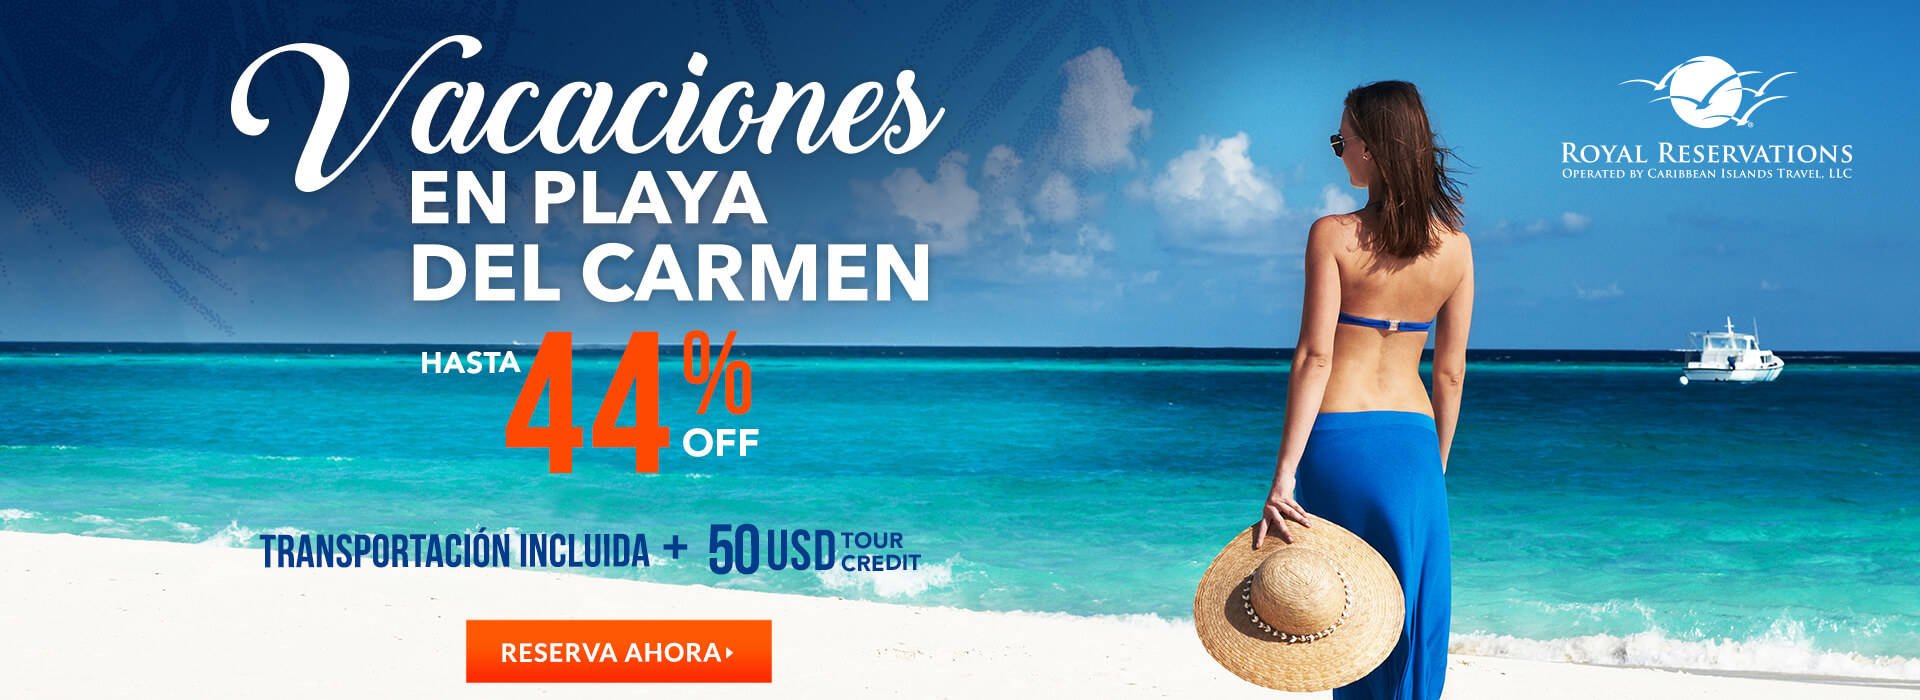 Vacaciones
EN PLAYA
DEL CARMEN
HASTA 44% OFF
TRANSPORTACIÓN INCLUIDA + 50 USD TOUR CREDIT
RESERVA AHORA
ROYAL RESERVATIONS
OPERATED BY CARIBBEAN ISLANDS TRAVEL, LLC